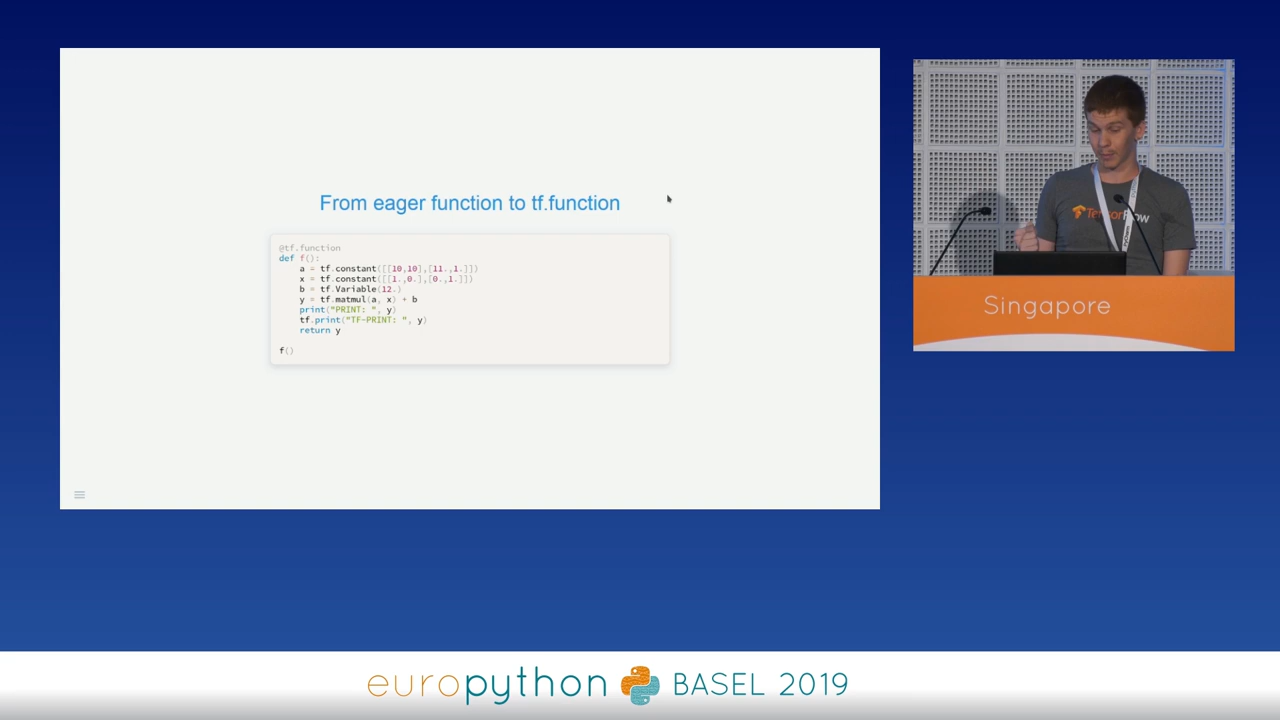 From eager function to tf.function
@tf.function
def f():
    a = tf.constant([[10,10],[11.,1.]])
    x = tf.constant([[1.,0.],[0.,1.]])
    b = tf.Variable(12.)
    y = tf.matmul(a, x) + b
    print("PRINT: ", y)
    tf.print("TF-PRINT: ", y)
    return y
f()
TensorFlow
Singapore
europython BASEL 2019